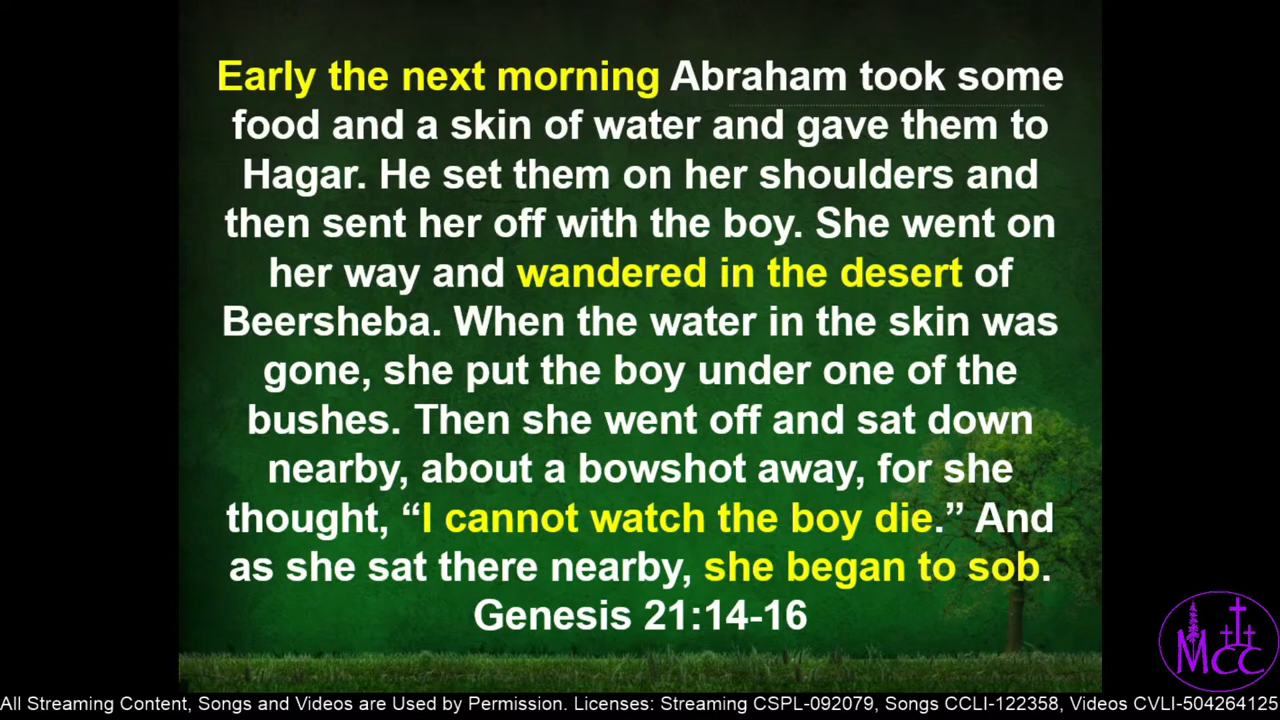 Early the next morning Abraham took some
food and a skin of water and gave them to
Hagar. He set them on her shoulders and
then sent her off with the boy. She went on
her way and wandered in the desert of
Beersheba. When the water in the skin was
gone, she put the boy under one of the
bushes. Then she went off and sat down
nearby, about a bowshot away, for she
thought, “I cannot watch the boy die.” And
as she sat there nearby, she began to sob.
Genesis 21:14-16
MCC
All Streaming Content, Songs and Videos are Used by Permission. Licenses: Streaming CSPL-092079, Songs CCLI-122358, Videos CVLI-504264125